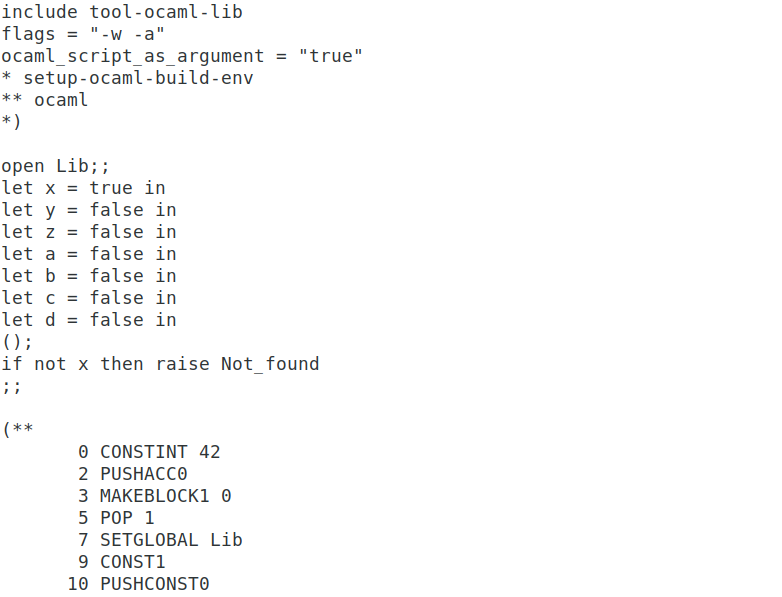 include tool-ocaml-lib
flags = "-w -a"
ocaml_script_as_argument = "true"
* setup-ocaml-build-env
** ocaml
*)

open Lib;;
let x = true in
let y = false in
let z = false in
let a = false in
let b = false in
let c = false in
let d = false in
();
if not x then raise Not_found
;;

(**
       0 CONSTINT 42
       2 PUSHACC0
       3 MAKEBLOCK1 0
       5 POP 1
       7 SETGLOBAL Lib
       9 CONST1
      10 PUSHCONST0